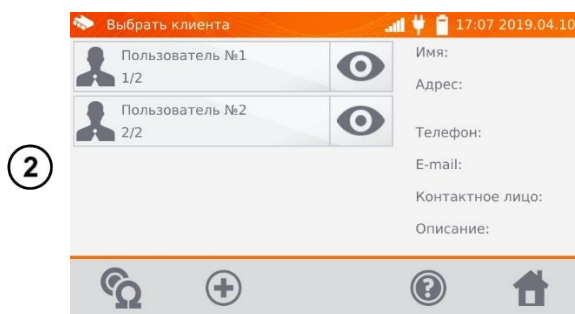 Выбрать клиента
17:07 2019.04.10
Пользователь №1
1/2
Пользователь №2
2/2
Имя:
Адрес:
Телефон:
E-mail:
Контактное лицо:
Описание:
2
Ω
?